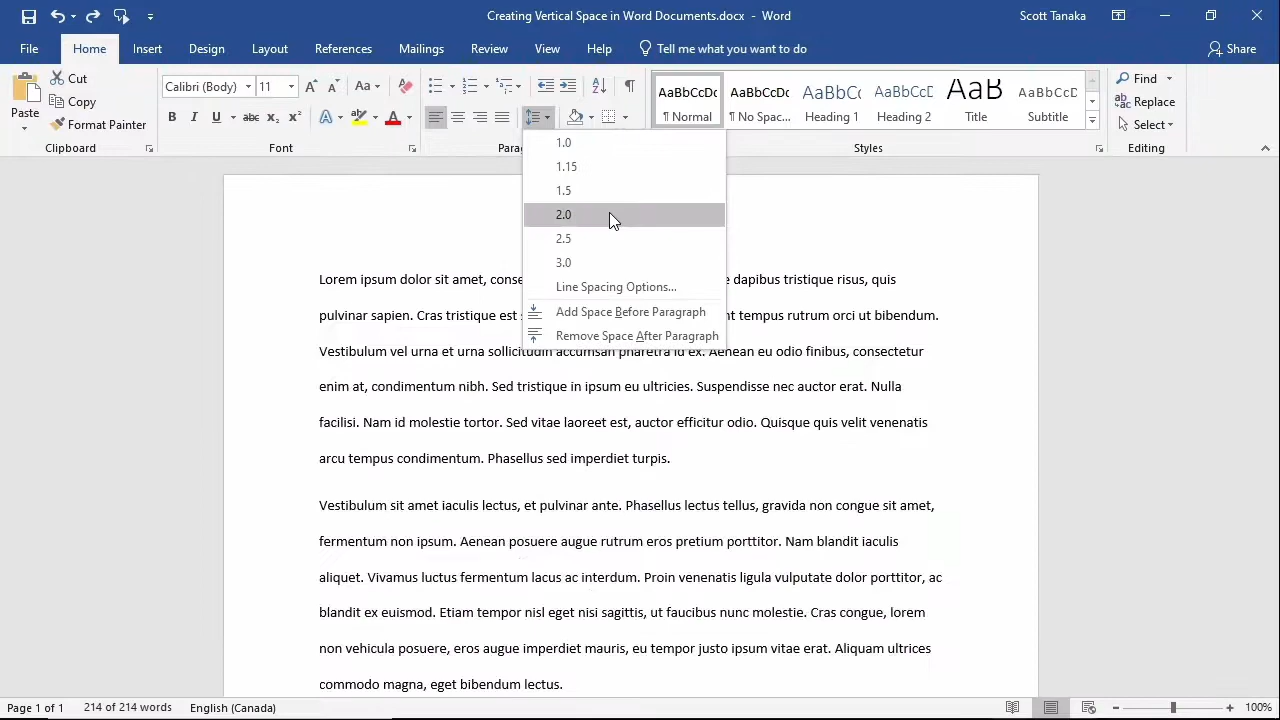 Creating Vertical Space in Word Documents.docx - Word
Scott Tanaka
File Home Insert Design Layout References Mailings Review View Help Tell me what you want to do Share
Paste
Cut
Copy
Format Painter
Clipboard
Calibri (Body) 11 Aa
B I U abc X₂ X² A ab A
Font
Parag
AaBbCcDc AaBbCcDc AaBbCc AaBbCcD AaB AaBbCcD
¶ Normal ¶ No Spac... Heading 1 Heading 2 Title Subtitle
Styles
Find
Replace
Select
Editing
1.0
1.15
1.5
2.0
2.5
3.0
Line Spacing Options...
Add Space Before Paragraph
Remove Space After Paragraph
Lorem ipsum dolor sit amet, conse e dapibus tristique risus, quis
pulvinar sapien. Cras tristique est nt tempus rutrum orci ut bibendum.
Vestibulum vel urna et urna sollicitudin accumsan pharetra id ex. Aenean eu odio finibus, consectetur
enim at, condimentum nibh. Sed tristique in ipsum eu ultricies. Suspendisse nec auctor erat. Nulla
facilisi. Nam id molestie tortor. Sed vitae laoreet est, auctor efficitur odio. Quisque quis velit venenatis
arcu tempus condimentum. Phasellus sed imperdiet turpis.
Vestibulum sit amet iaculis lectus, et pulvinar ante. Phasellus lectus tellus, gravida non congue sit amet,
fermentum non ipsum. Aenean posuere augue rutrum eros pretium porttitor. Nam blandit iaculis
aliquet. Vivamus luctus fermentum lacus ac interdum. Proin venenatis ligula vulputate dolor porttitor, ac
blandit ex euismod. Etiam tempor nisl eget nisi sagittis, ut faucibus nunc molestie. Cras congue, lorem
non vehicula posuere, eros augue imperdiet mauris, eu tempor justo ipsum vitae erat. Aliquam ultrices
commodo magna, eget bibendum lectus.
Page 1 of 1 214 of 214 words English (Canada) 100%